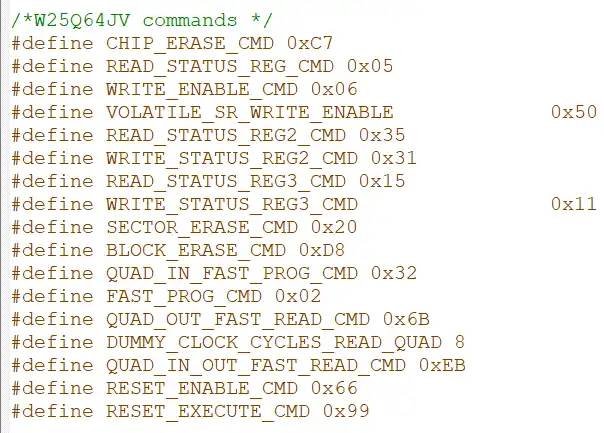 /*W25Q64JV commands */
#define CHIP_ERASE_CMD 0xC7
#define READ_STATUS_REG_CMD 0x05
#define WRITE_ENABLE_CMD 0x06
#define VOLATILE_SR_WRITE_ENABLE             0x50
#define READ_STATUS_REG2_CMD 0x35
#define WRITE_STATUS_REG2_CMD 0x31
#define READ_STATUS_REG3_CMD 0x15
#define WRITE_STATUS_REG3_CMD                0x11
#define SECTOR_ERASE_CMD 0x20
#define BLOCK_ERASE_CMD 0xD8
#define QUAD_IN_FAST_PROG_CMD 0x32
#define FAST_PROG_CMD 0x02
#define QUAD_OUT_FAST_READ_CMD 0x6B
#define DUMMY_CLOCK_CYCLES_READ_QUAD 8
#define QUAD_IN_OUT_FAST_READ_CMD 0xEB
#define RESET_ENABLE_CMD 0x66
#define RESET_EXECUTE_CMD 0x99